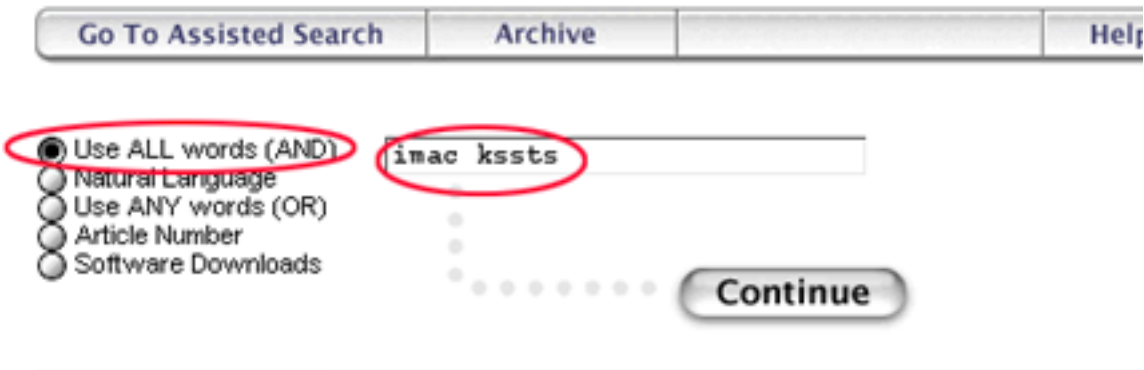 Go To Assisted Search Archive Help
Use ALL words (AND) imac kssts
Natural Language
Use ANY words (OR)
Article Number
Software Downloads
Continue